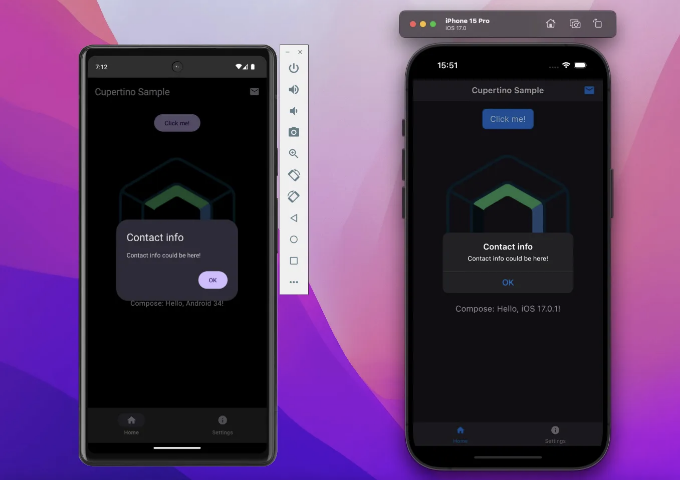 7:12
Cupertino Sample
Click me!
Contact info
Contact info could be here!
OK
Compose: Hello, Android 34!
Home
Settings
iPhone 15 Pro
iOS 17.0
15:51
Cupertino Sample
Click me!
Contact info
Contact info could be here!
OK
Compose: Hello, iOS 17.0.1!
Home
Settings